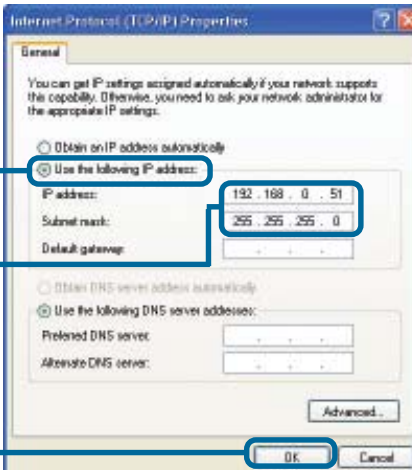 Internet Protocol (TCP/IP) Properties
General
You can get IP settings assigned automatically if your network supports
this capability. Otherwise, you need to ask your network administrator for
the appropriate IP settings.
Obtain an IP address automatically
Use the following IP address:
IP address: 192 . 168 . 0 . 51
Subnet mask: 255 . 255 . 255 . 0
Default gateway: . . .
Obtain DNS server address automatically
Use the following DNS server addresses:
Preferred DNS server: . . .
Alternate DNS server: . . .
Advanced...
OK Cancel